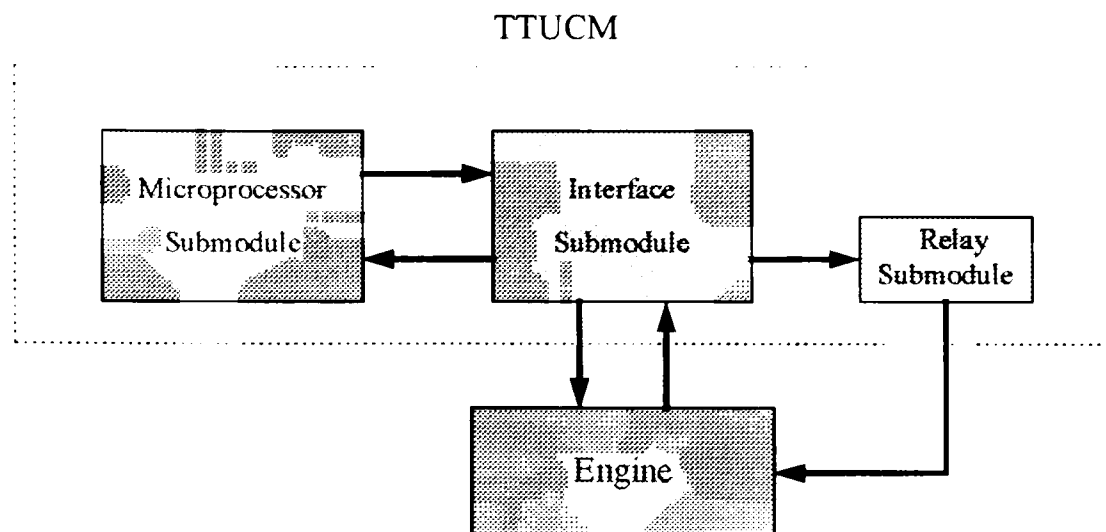 TTUCM
Microprocessor
Submodule
Interface
Submodule
Relay
Submodule
Engine